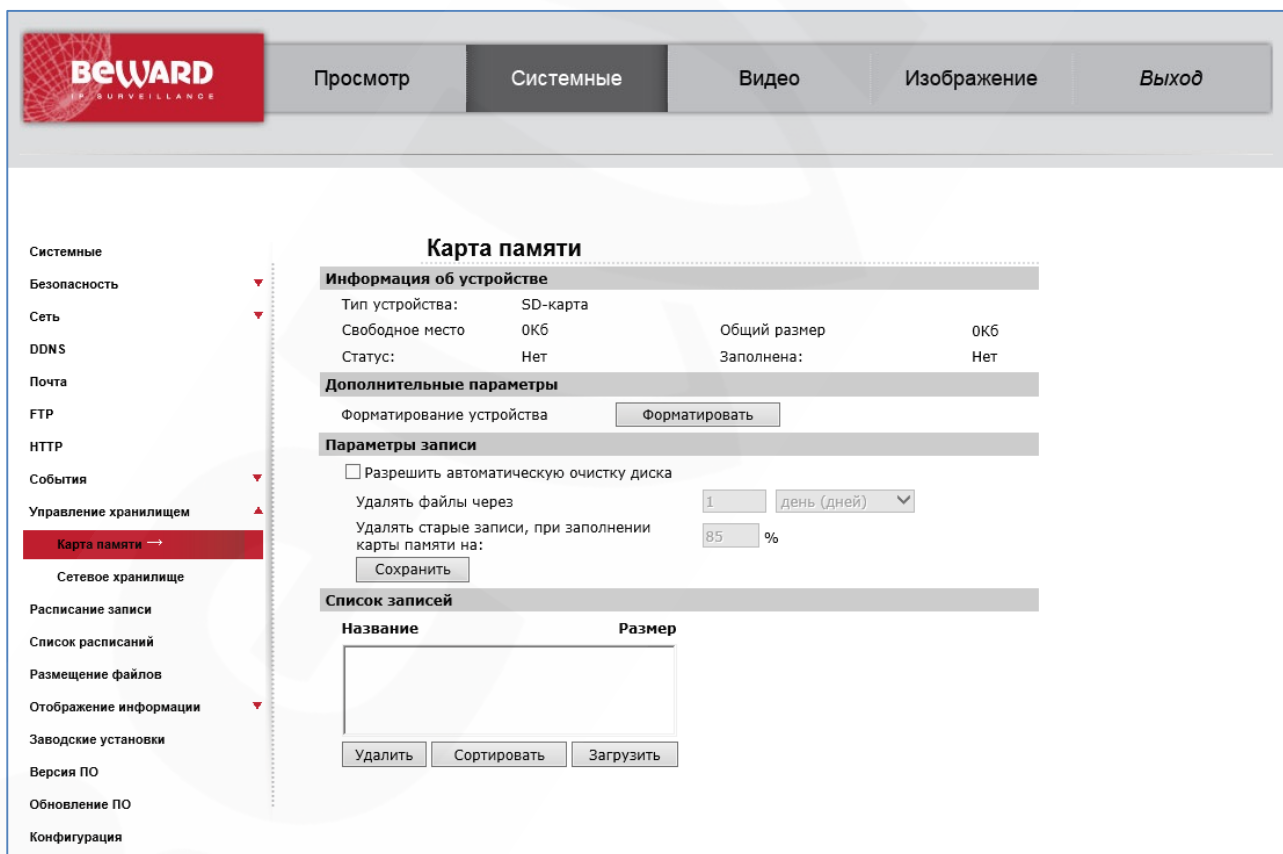 BEWARD
IP SURVEILLANCE
Просмотр
Системные
Видео
Изображение
Выход
Системные
Безопасность
Сеть
DDNS
Почта
FTP
HTTP
События
Управление хранилищем
Карта памяти →
Сетевое хранилище
Расписание записи
Список расписаний
Размещение файлов
Отображение информации
Заводские установки
Версия ПО
Обновление ПО
Конфигурация
Карта памяти
Информация об устройстве
Тип устройства: SD-карта
Свободное место 0Кб Общий размер 0Кб
Статус: Нет Заполнена: Нет
Дополнительные параметры
Форматирование устройства Форматировать
Параметры записи
Разрешить автоматическую очистку диска
Удалять файлы через 1 день (дней)
Удалять старые записи, при заполнении
карты памяти на: 85 %
Сохранить
Список записей
Название Размер
Удалить Сортировать Загрузить